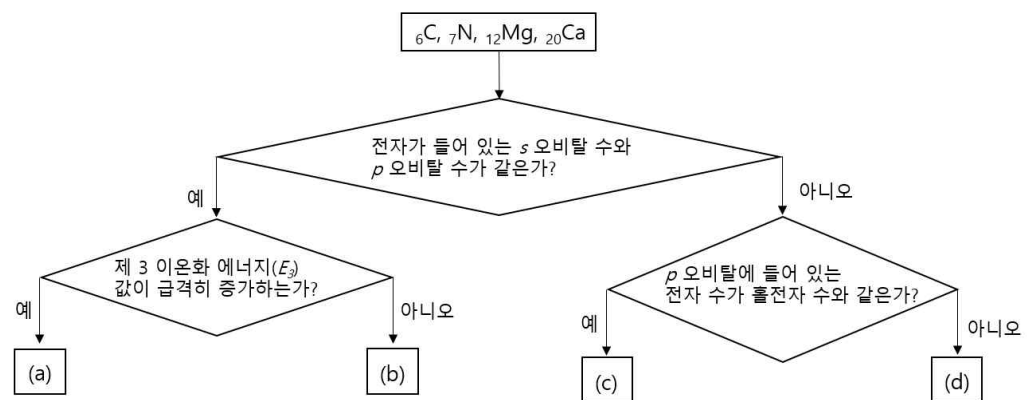 ₆C, ₇N, ₁₂Mg, ₂₀Ca
전자가 들어 있는 s 오비탈 수와
p 오비탈 수가 같은가?
예
아니오
제 3 이온화 에너지(E₃)
값이 급격히 증가하는가?
p 오비탈에 들어 있는
전자 수가 홀전자 수와 같은가?
예
아니오
예
아니오
(a)
(b)
(c)
(d)